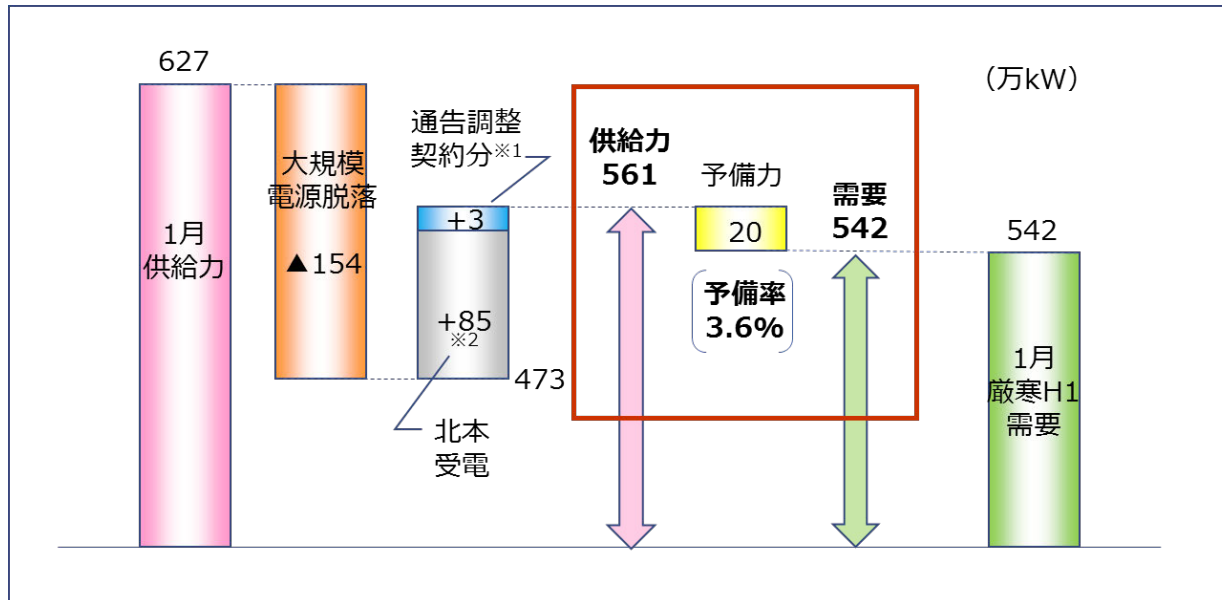 627
（万kW）
1月
供給力
大規模
電源脱落
▲154
通告調整
契約分※1
+3
+85
※2
473
北本
受電
供給力
561
予備力
20
予備率
3.6%
需要
542
542
1月
厳寒H1
需要